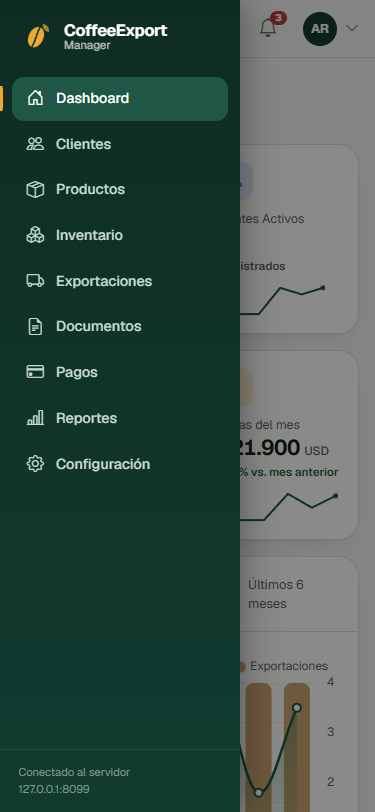 CoffeeExport
Manager
3
AR
Dashboard
Clientes
Productos
Inventario
Exportaciones
Documentos
Pagos
Reportes
Configuración
Activos
istrados
as del mes
21.900 USD
% vs. mes anterior
Últimos 6
meses
Exportaciones
4
3
2
Conectado al servidor
127.0.0.1:8099